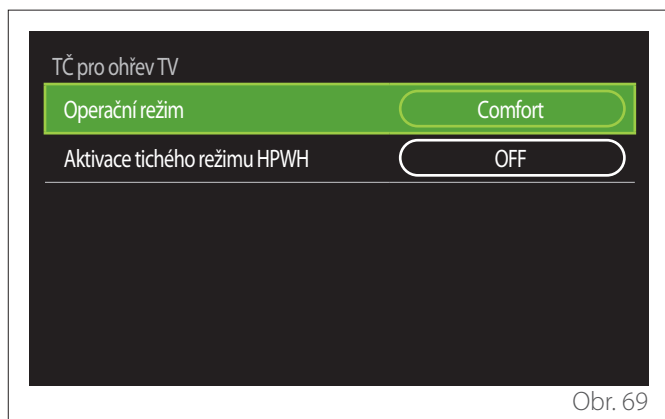 TČ pro ohřev TV
Operační režim Comfort
Aktivace tichého režimu HPWH OFF
Obr. 69